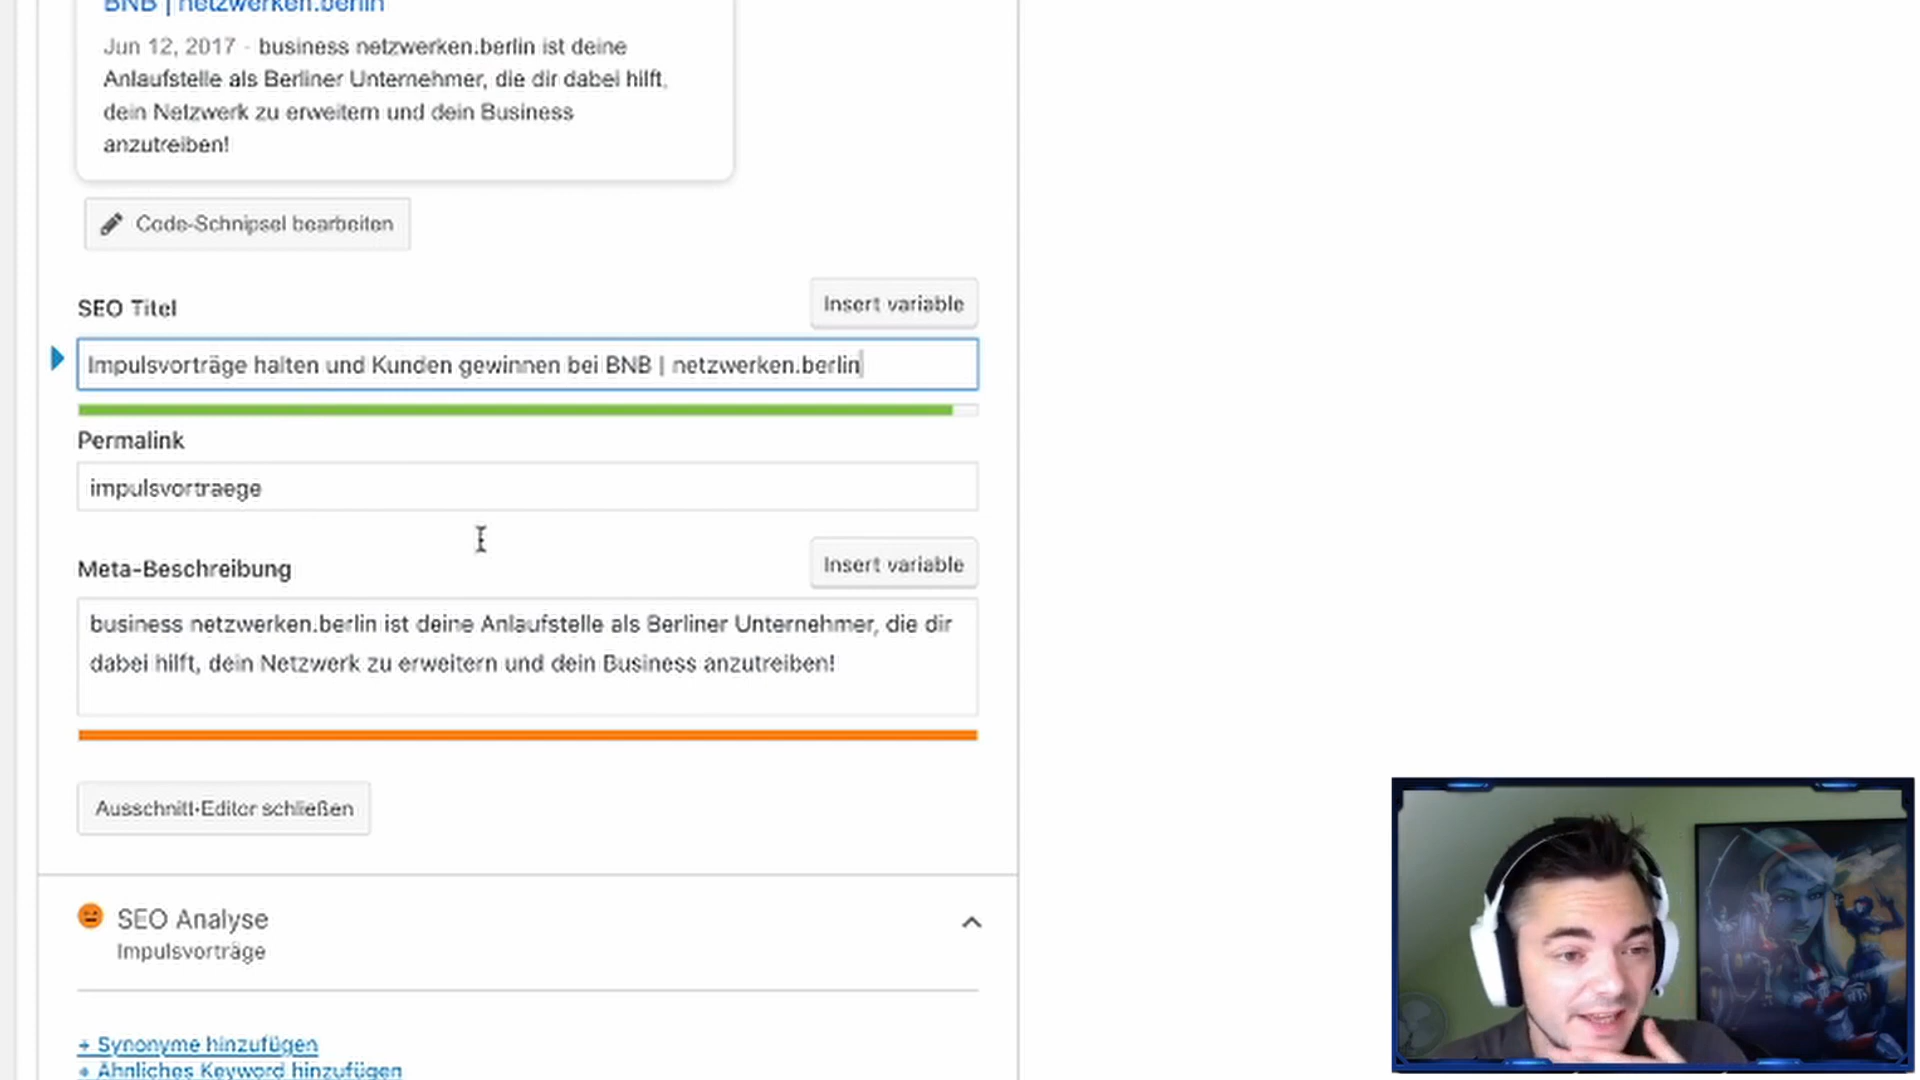 BNB | netzwerken.berlin
Jun 12, 2017 - business netzwerken.berlin ist deine
Anlaufstelle als Berliner Unternehmer, die dir dabei hilft,
dein Netzwerk zu erweitern und dein Business
anzutreiben!
Code-Schnipsel bearbeiten
SEO Titel
Insert variable
Impulsvorträge halten und Kunden gewinnen bei BNB | netzwerken.berlin
Permalink
impulsvortraege
Meta-Beschreibung
Insert variable
business netzwerken.berlin ist deine Anlaufstelle als Berliner Unternehmer, die dir
dabei hilft, dein Netzwerk zu erweitern und dein Business anzutreiben!
Ausschnitt-Editor schließen
SEO Analyse
Impulsvorträge
+ Synonyme hinzufügen
+ Ähnliches Keyword hinzufügen